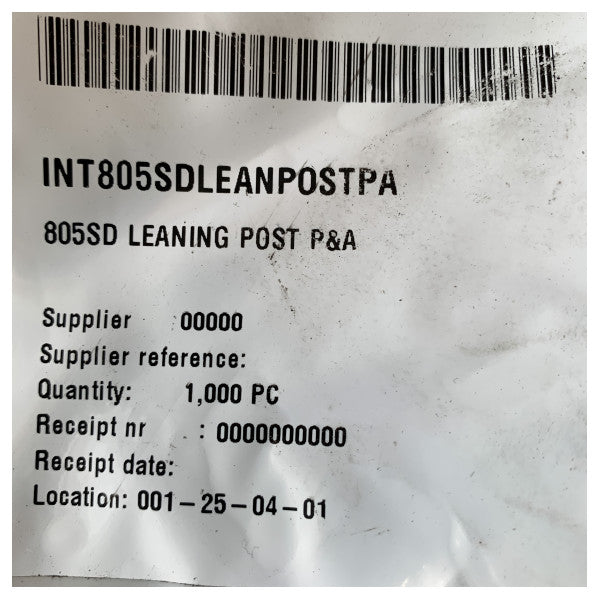 INT805SDLEANPOSTPA
805SD LEANING POST P&A
Supplier 00000
Supplier reference:
Quantity: 1,000 PC
Receipt nr : 0000000000
Receipt date:
Location: 001-25-04-01